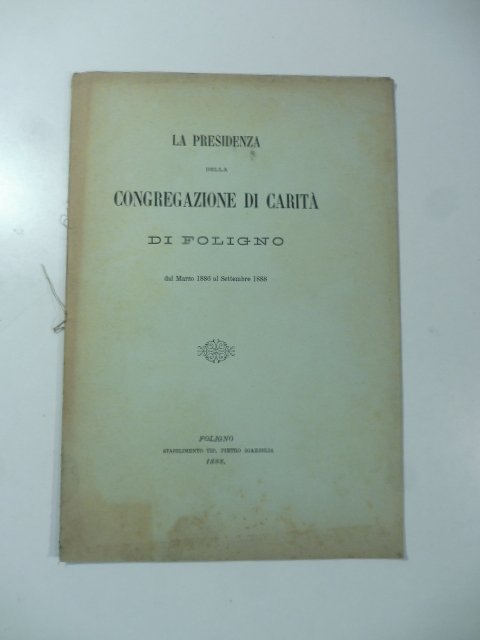 LA PRESIDENZA
DELLA
CONGREGAZIONE DI CARITÀ
DI FOLIGNO
dal Marzo 1886 al Settembre 1888
FOLIGNO
STABILIMENTO TIP. PIETRO SGARIGLIA
1888.